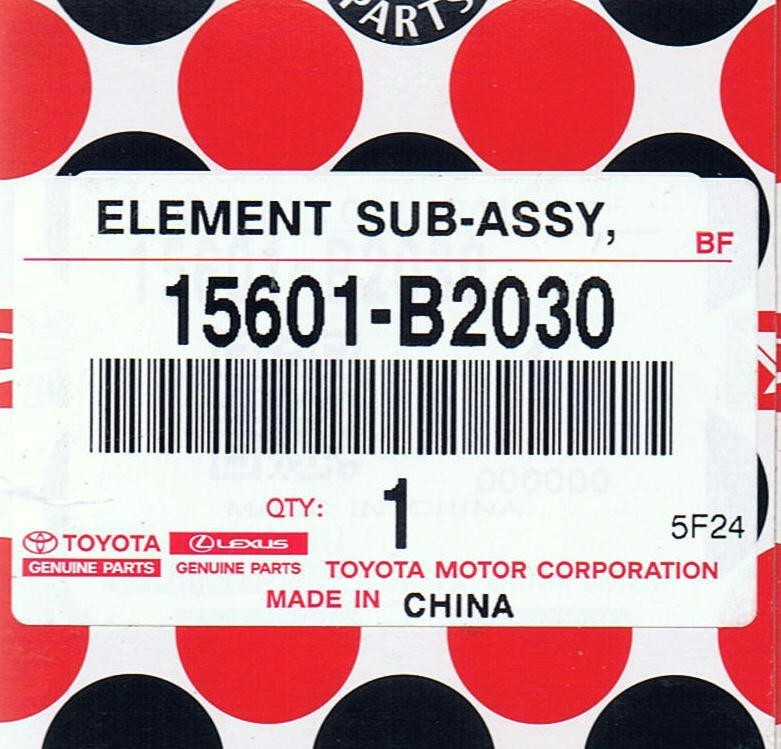 PARTS
ELEMENT SUB-ASSY,
BF
15601-B2030
QTY: 1
5F24
TOYOTA LEXUS
GENUINE PARTS GENUINE PARTS TOYOTA MOTOR CORPORATION
MADE IN CHINA